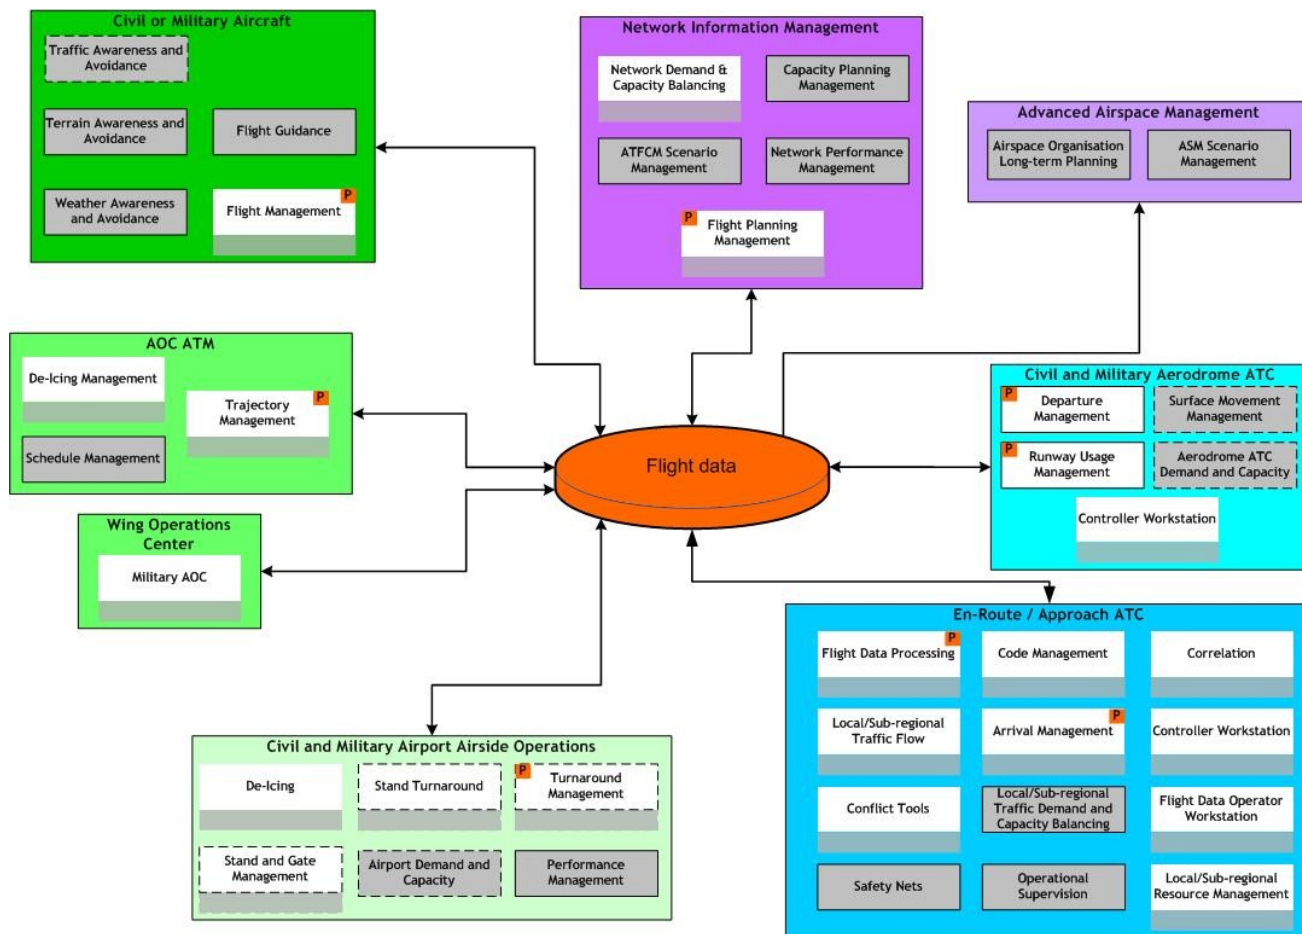 Civil or Military Aircraft
Traffic Awareness and
Avoidance
Terrain Awareness and
Avoidance
Flight Guidance
Weather Awareness
and Avoidance
Flight Management
P
Network Information Management
Network Demand &
Capacity Balancing
Capacity Planning
Management
ATFCM Scenario
Management
Network Performance
Management
P
Flight Planning
Management
Advanced Airspace Management
Airspace Organisation
Long-term Planning
ASM Scenario
Management
AOC ATM
De-Icing Management
Trajectory
Management
P
Schedule Management
Wing Operations
Center
Military AOC
Flight data
Civil and Military Aerodrome ATC
P
Departure
Management
Surface Movement
Management
P
Runway Usage
Management
Aerodrome ATC
Demand and Capacity
Controller Workstation
Civil and Military Airport Airside Operations
De-Icing
Stand Turnaround
P
Turnaround
Management
Stand and Gate
Management
Airport Demand and
Capacity
Performance
Management
En-Route / Approach ATC
Flight Data Processing
P
Code Management
Correlation
Local/Sub-regional
Traffic Flow
Arrival Management
P
Controller Workstation
Conflict Tools
Local/Sub-regional
Traffic Demand and
Capacity Balancing
Flight Data Operator
Workstation
Safety Nets
Operational
Supervision
Local/Sub-regional
Resource Management